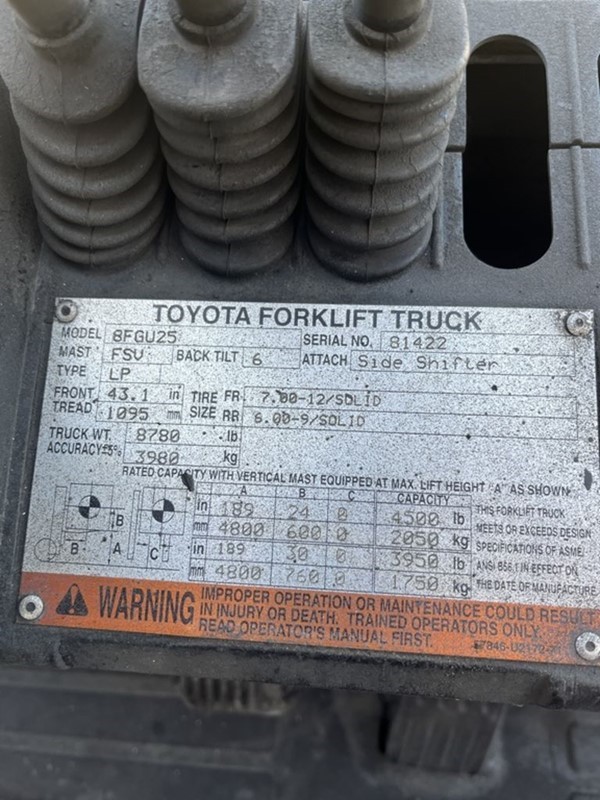 TOYOTA FORKLIFT TRUCK
MODEL 8FGU25 SERIAL NO. 81422
MAST FSV BACK TILT 6 ATTACH Side Shifter
TYPE LP
FRONT TREAD 43.1 in TIRE SIZE FR 7.00-12/SOLID
1095 mm RR 6.00-9/SOLID
TRUCK WT. 8780 lb
ACCURACY±5% 3980 kg
RATED CAPACITY WITH VERTICAL MAST EQUIPPED AT MAX. LIFT HEIGHT "A" AS SHOWN
A B C CAPACITY
in 189 24 0 4500 lb THIS FORKLIFT TRUCK
mm 4800 600 0 2050 kg MEETS OR EXCEEDS DESIGN
in 189 30 0 3950 lb SPECIFICATIONS OF ASME/
mm 4800 760 0 1750 kg ANSI B56.1 IN EFFECT ON
THE DATE OF MANUFACTURE
B
B A C
WARNING IMPROPER OPERATION OR MAINTENANCE COULD RESULT
IN INJURY OR DEATH. TRAINED OPERATORS ONLY.
READ OPERATOR'S MANUAL FIRST.